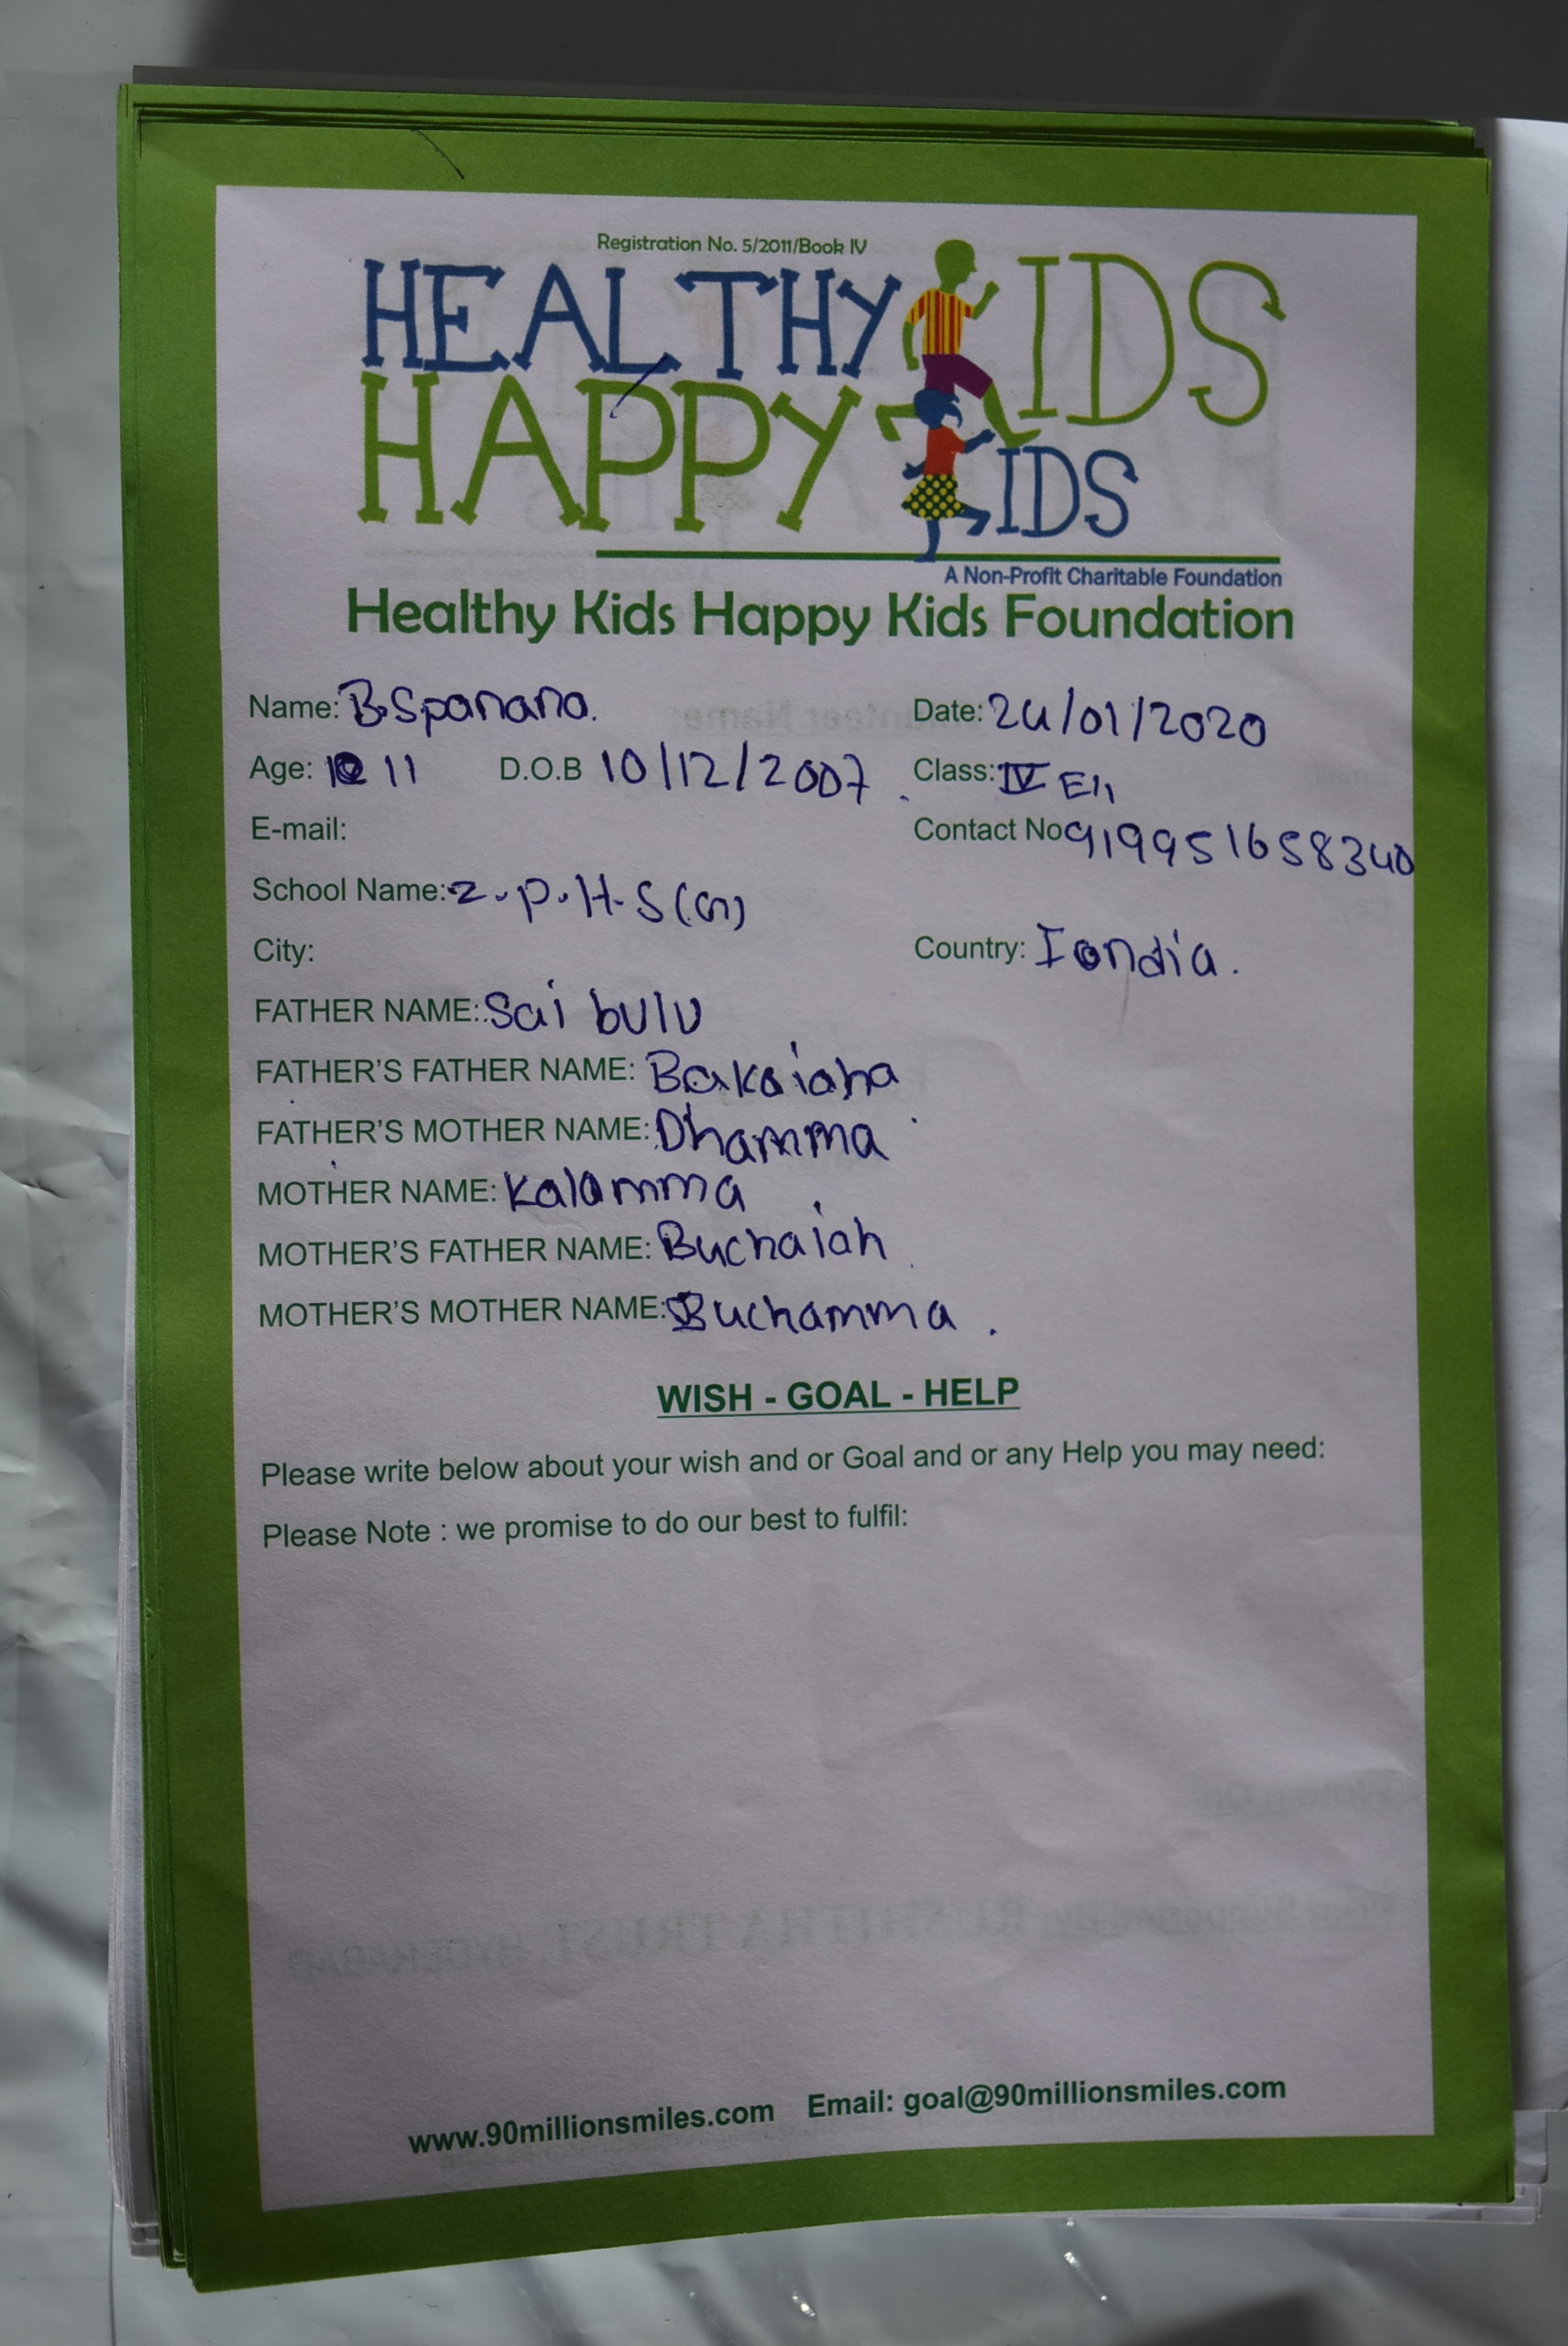 Registration No. 5/2011/Book IV
HEALTHY KIDS
HAPPY KIDS
A Non-Profit Charitable Foundation
Healthy Kids Happy Kids Foundation
Name: B. Spanana. Date: 24/01/2020
Age: 11 D.O.B 10/12/2007 Class: IV E/1
E-mail: Contact No 919951658340
School Name: z.p.H.S(G)
City: Country: Iondia.
FATHER NAME: Sai bulu
FATHER'S FATHER NAME: Bakaiaha
FATHER'S MOTHER NAME: Dhamma
MOTHER NAME: Kalamma
MOTHER'S FATHER NAME: Buchaiah
MOTHER'S MOTHER NAME: Buchamma.
WISH - GOAL - HELP
Please write below about your wish and or Goal and or any Help you may need:
Please Note : we promise to do our best to fulfil:
www.90millionsmiles.com Email: goal@90millionsmiles.com